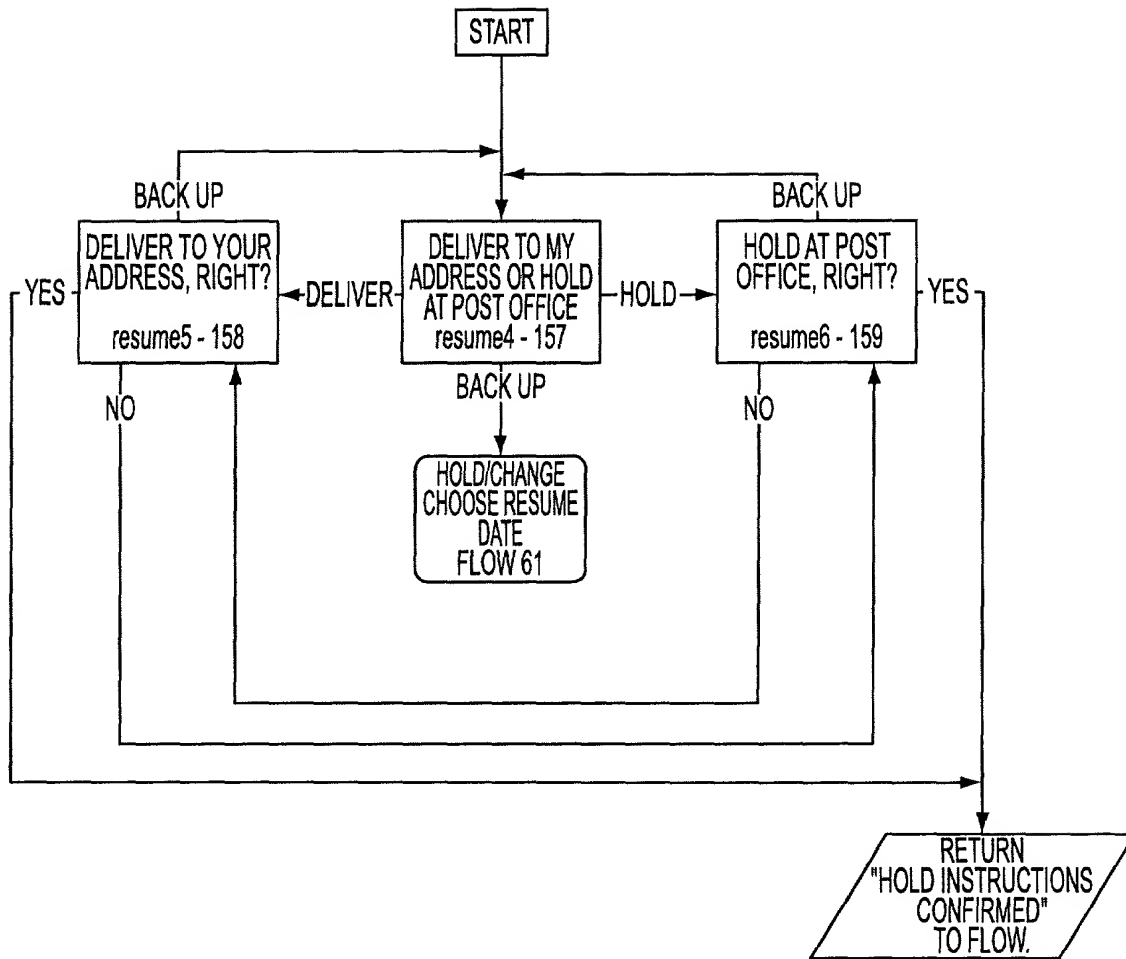 START
BACK UP
BACK UP
DELIVER TO YOUR
ADDRESS, RIGHT?
resume5 - 158
DELIVER TO MY
ADDRESS OR HOLD
AT POST OFFICE
resume4 - 157
HOLD AT POST
OFFICE, RIGHT?
resume6 - 159
YES
DELIVER
HOLD
YES
NO
BACK UP
NO
HOLD/CHANGE
CHOOSE RESUME
DATE
FLOW 61
RETURN
"HOLD INSTRUCTIONS
CONFIRMED"
TO FLOW.